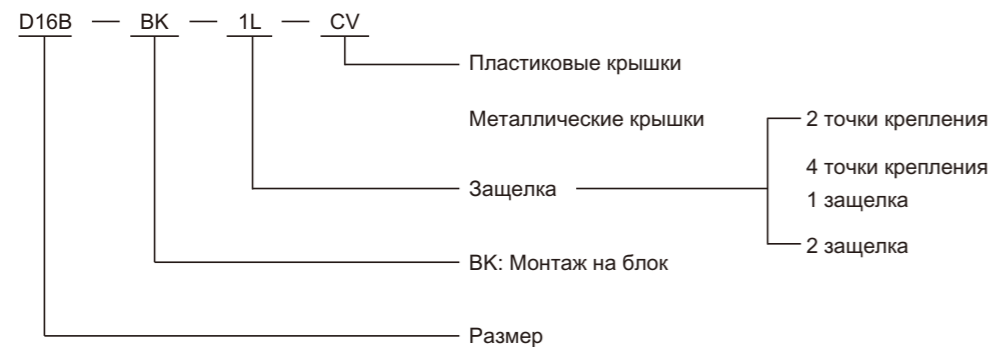 D16B — BK — 1L — CV
Пластиковые крышки
Металлические крышки
2 точки крепления
4 точки крепления
Защелка
1 защелка
2 защелка
BK: Монтаж на блок
Размер